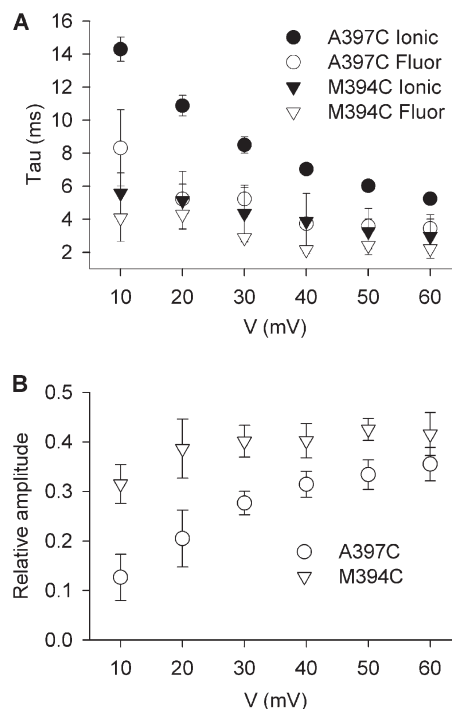 A
16
14
12
10
8
6
4
2
Tau (ms)
A397C Ionic
A397C Fluor
M394C Ionic
M394C Fluor
10 20 30 40 50 60
V (mV)
B
0.5
0.4
0.3
0.2
0.1
0.0
Relative amplitude
A397C
M394C
10 20 30 40 50 60
V (mV)